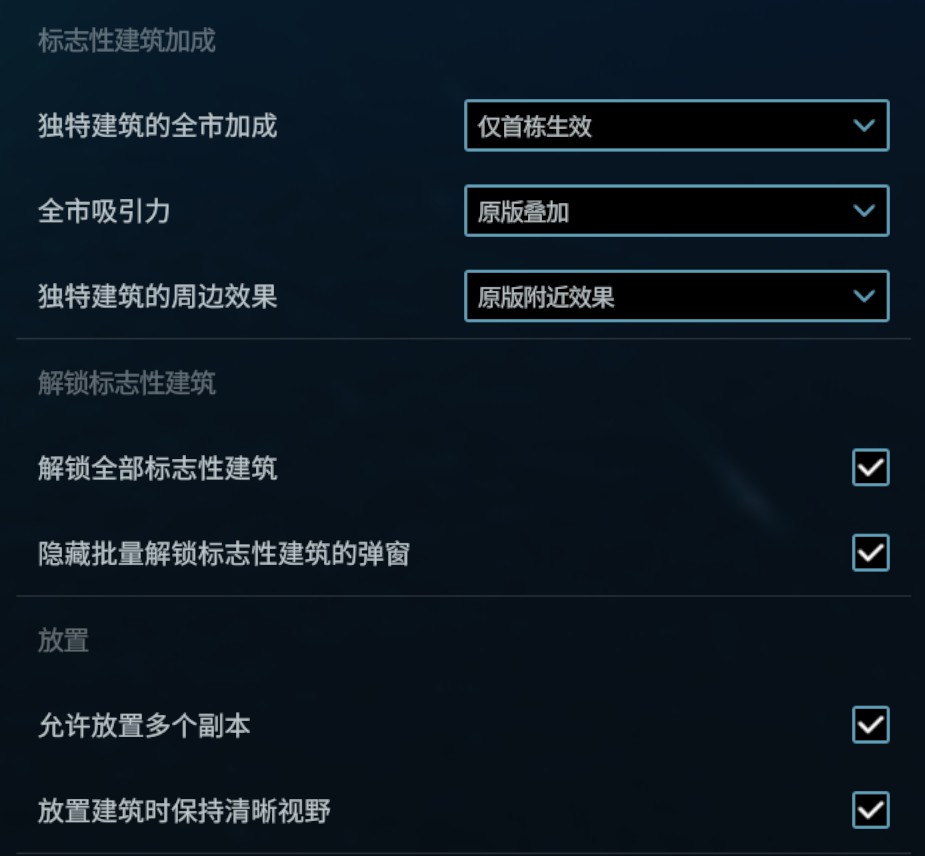 标志性建筑加成
独特建筑的全市加成
仅首栋生效
全市吸引力
原版叠加
独特建筑的周边效果
原版附近效果
解锁标志性建筑
解锁全部标志性建筑
隐藏批量解锁标志性建筑的弹窗
放置
允许放置多个副本
放置建筑时保持清晰视野